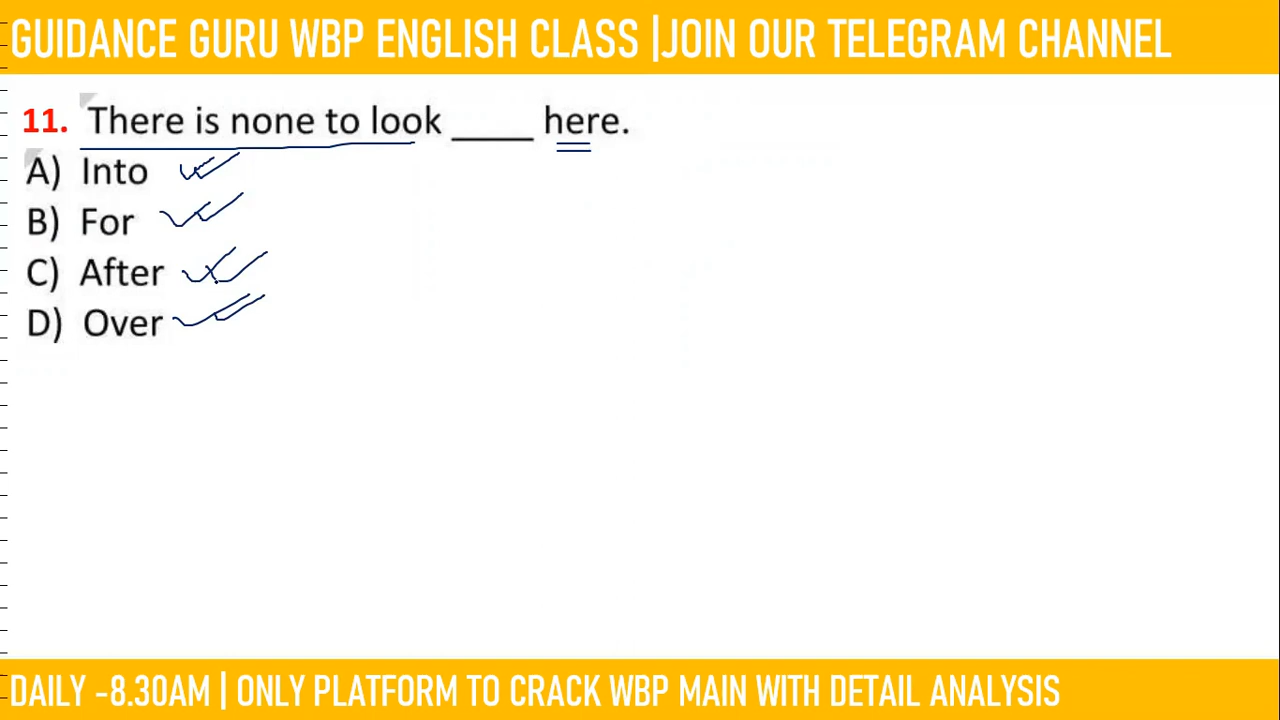 GUIDANCE GURU WBP ENGLISH CLASS |JOIN OUR TELEGRAM CHANNEL
11. There is none to look ____ here.
A) Into
B) For
C) After
D) Over
DAILY -8.30AM | ONLY PLATFORM TO CRACK WBP MAIN WITH DETAIL ANALYSIS